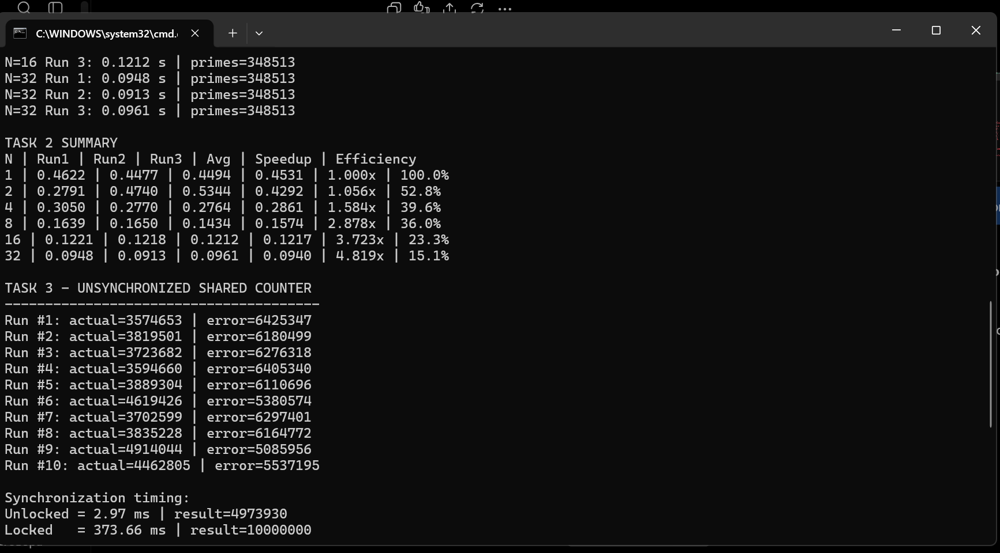 C:\WINDOWS\system32\cmd.
N=16 Run 3: 0.1212 s | primes=348513
N=32 Run 1: 0.0948 s | primes=348513
N=32 Run 2: 0.0913 s | primes=348513
N=32 Run 3: 0.0961 s | primes=348513
TASK 2 SUMMARY
N | Run1 | Run2 | Run3 | Avg | Speedup | Efficiency
1 | 0.4622 | 0.4477 | 0.4494 | 0.4531 | 1.000x | 100.0%
2 | 0.2791 | 0.4740 | 0.5344 | 0.4292 | 1.056x | 52.8%
4 | 0.3050 | 0.2770 | 0.2764 | 0.2861 | 1.584x | 39.6%
8 | 0.1639 | 0.1650 | 0.1434 | 0.1574 | 2.878x | 36.0%
16 | 0.1221 | 0.1218 | 0.1212 | 0.1217 | 3.723x | 23.3%
32 | 0.0948 | 0.0913 | 0.0961 | 0.0940 | 4.819x | 15.1%
TASK 3 - UNSYNCHRONIZED SHARED COUNTER
---------------------------------------
Run #1: actual=3574653 | error=6425347
Run #2: actual=3819501 | error=6180499
Run #3: actual=3723682 | error=6276318
Run #4: actual=3594660 | error=6405340
Run #5: actual=3889304 | error=6110696
Run #6: actual=4619426 | error=5380574
Run #7: actual=3702599 | error=6297401
Run #8: actual=3835228 | error=6164772
Run #9: actual=4914044 | error=5085956
Run #10: actual=4462805 | error=5537195
Synchronization timing:
Unlocked = 2.97 ms | result=4973930
Locked   = 373.66 ms | result=10000000